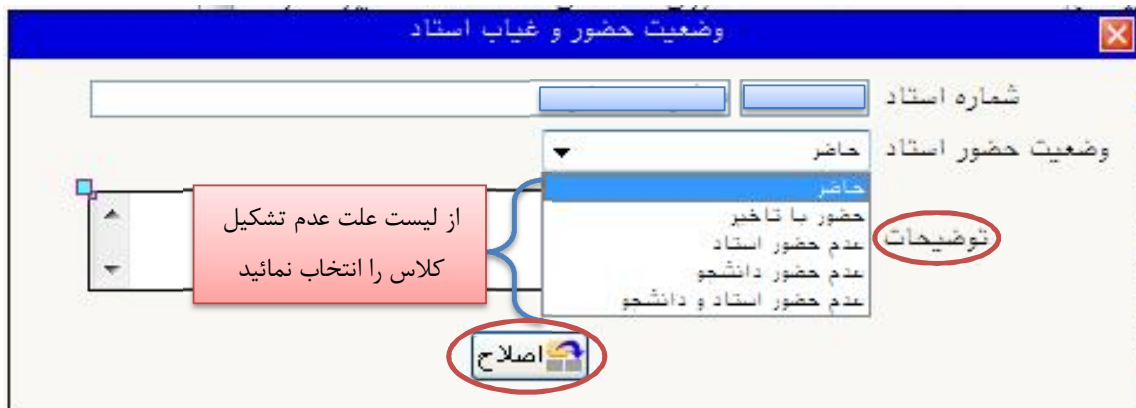 وضعیت حضور و غیاب استاد
شماره استاد
وضعیت حضور استاد
حاضر
حاضر
حضور با تاخیر
عدم حضور استاد
عدم حضور دانشجو
عدم حضور استاد و دانشجو
توضیحات
از لیست علت عدم تشکیل
کلاس را انتخاب نمائید
اصلاح